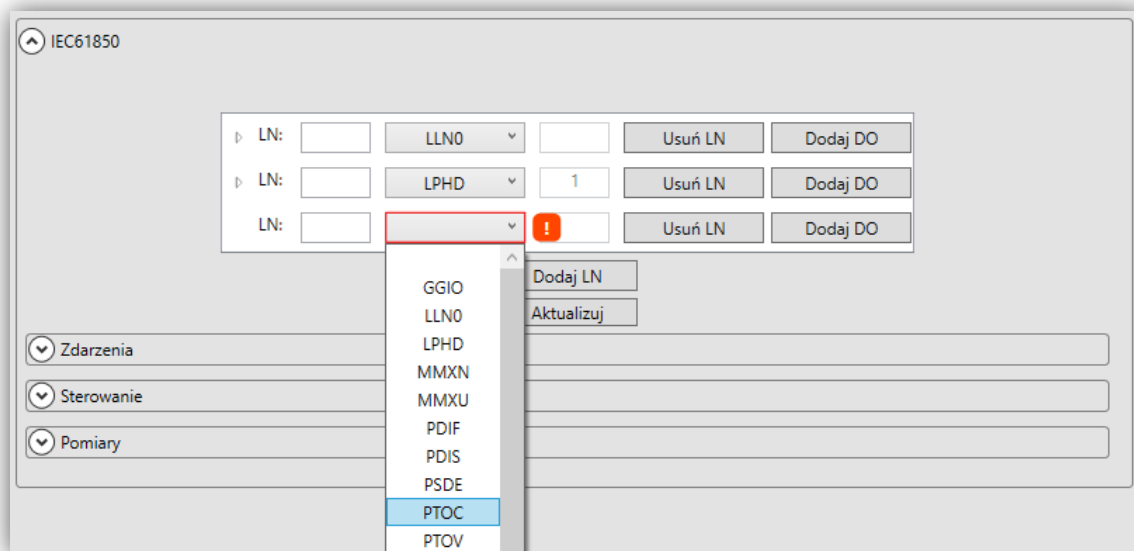 IEC61850
LN: LLN0 Usuń LN Dodaj DO
LN: LPHD 1 Usuń LN Dodaj DO
LN: ! Usuń LN Dodaj DO
Dodaj LN
GGIO
Aktualizuj
LLN0
LPHD
MMXN
MMXU
PDIF
PDIS
PSDE
PTOC
PTOV
Zdarzenia
Sterowanie
Pomiary